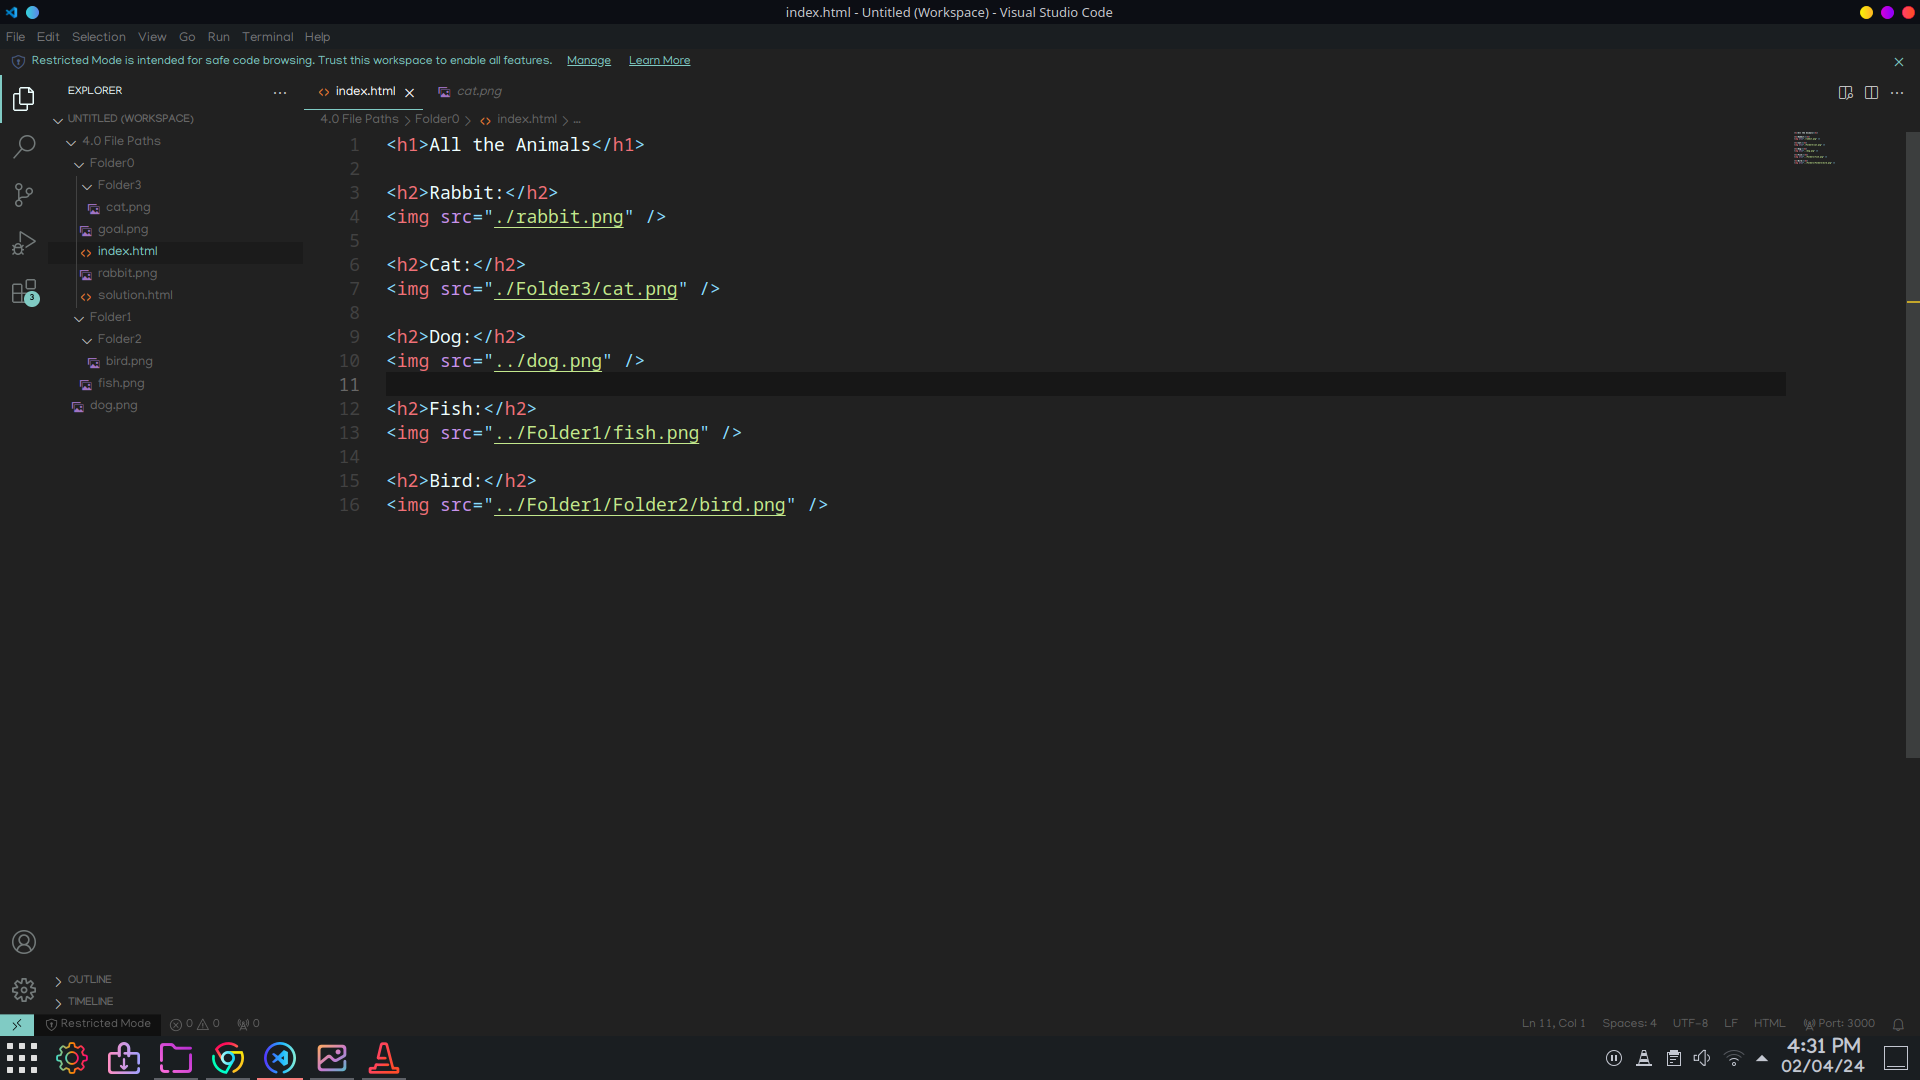 index.html - Untitled (Workspace) - Visual Studio Code
File Edit Selection View Go Run Terminal Help
Restricted Mode is intended for safe code browsing. Trust this workspace to enable all features. Manage Learn More
EXPLORER
UNTITLED (WORKSPACE)
4.0 File Paths
Folder0
Folder3
cat.png
goal.png
index.html
rabbit.png
solution.html
Folder1
Folder2
bird.png
fish.png
dog.png
3
OUTLINE
TIMELINE
index.html cat.png
4.0 File Paths > Folder0 > index.html > ...
1 <h1>All the Animals</h1>
2
3 <h2>Rabbit:</h2>
4 <img src="./rabbit.png" />
5
6 <h2>Cat:</h2>
7 <img src="./Folder3/cat.png" />
8
9 <h2>Dog:</h2>
10 <img src="../dog.png" />
11
12 <h2>Fish:</h2>
13 <img src="../Folder1/fish.png" />
14
15 <h2>Bird:</h2>
16 <img src="../Folder1/Folder2/bird.png" />
Restricted Mode 0 0 0 Ln 11, Col 1 Spaces: 4 UTF-8 LF HTML Port: 3000
4:31 PM
02/04/24